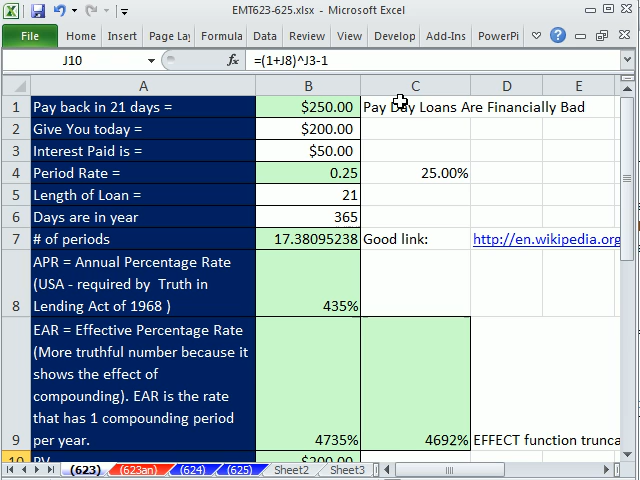 EMT623-625.xlsx - Microsoft Excel
File Home Insert Page Lay Formula Data Review View Develop Add-Ins PowerPi
J10 fx =(1+J8)^J3-1
A B C D E
1 Pay back in 21 days = $250.00 Pay Day Loans Are Financially Bad
2 Give You today = $200.00
3 Interest Paid is = $50.00
4 Period Rate = 0.25 25.00%
5 Length of Loan = 21
6 Days are in year 365
7 # of periods 17.38095238 Good link: http://en.wikipedia.org
APR = Annual Percentage Rate
(USA - required by Truth in
8 Lending Act of 1968 ) 435%
EAR = Effective Percentage Rate
(More truthful number because it
shows the effect of
compounding). EAR is the rate
that has 1 compounding period
9 per year. 4735% 4692% EFFECT function trunca
10 PV $200.00
(623) (623an) (624) (625) Sheet2 Sheet3